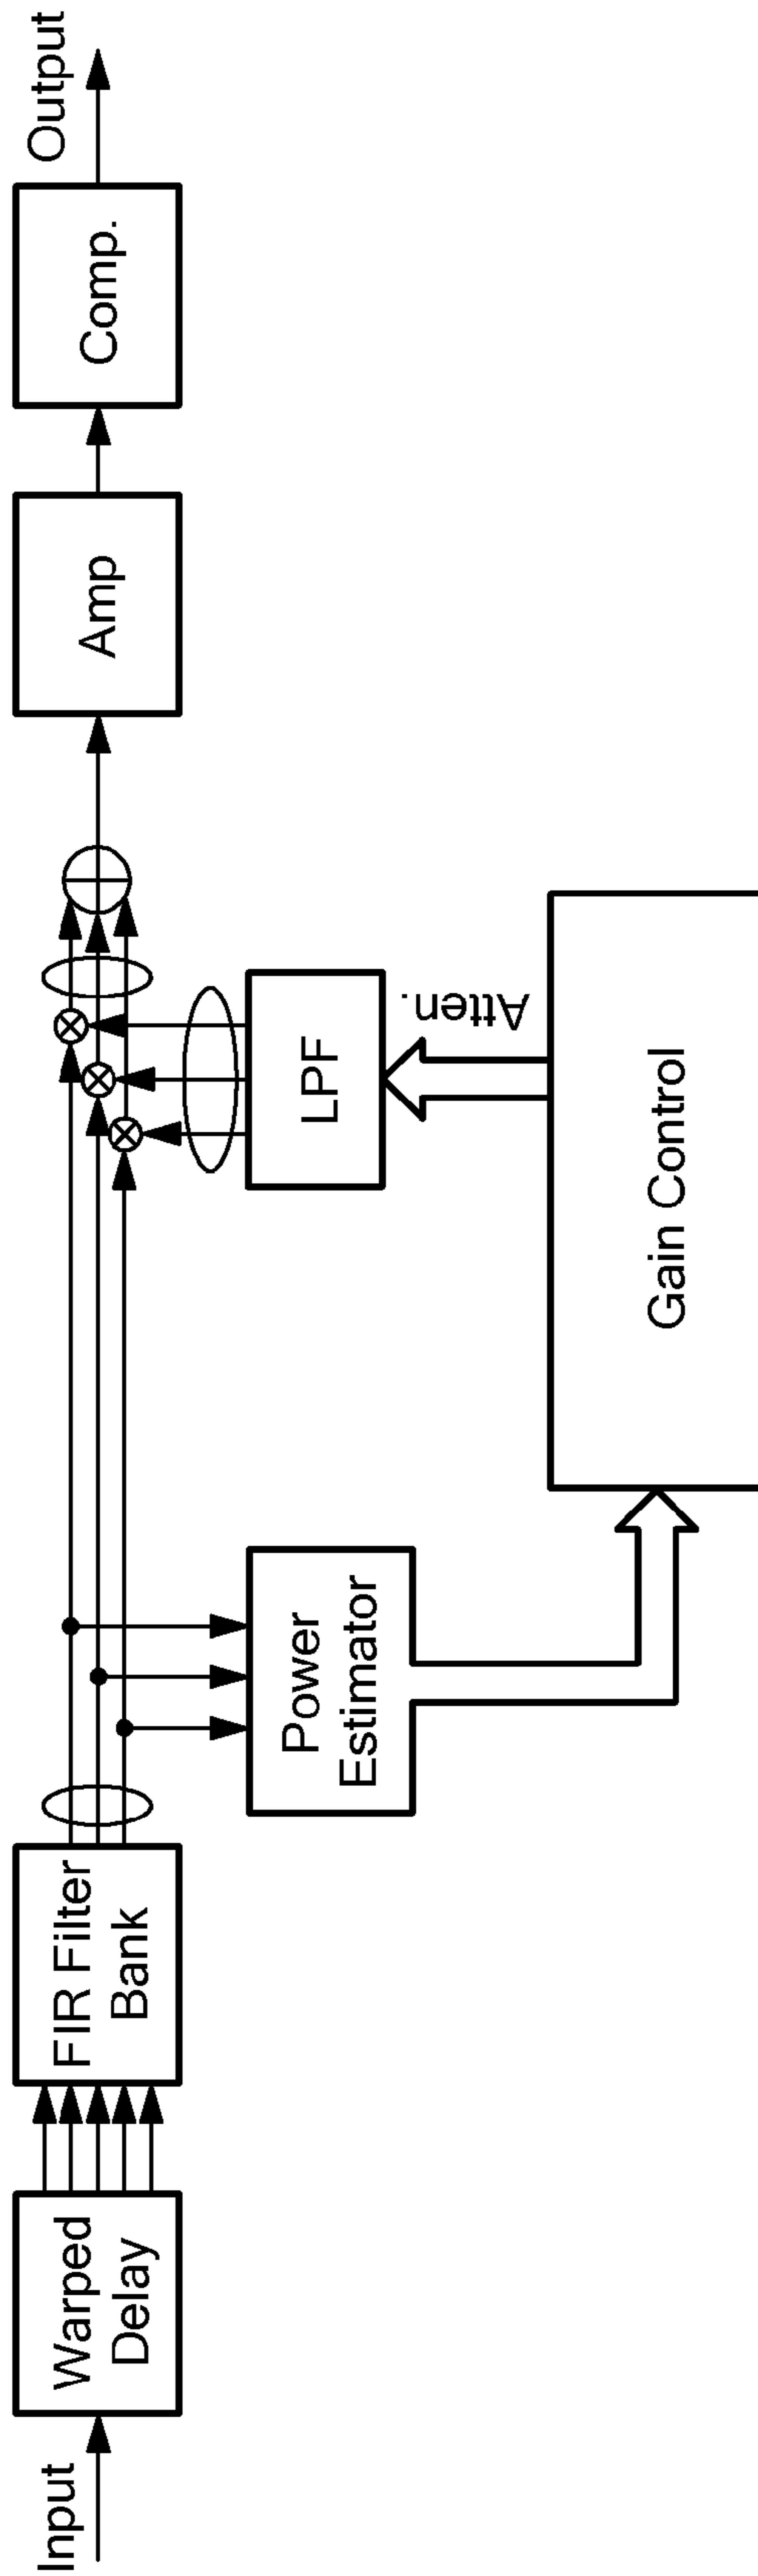 Input
Warped
Delay
FIR Filter
Bank
Power
Estimator
Gain Control
Atten.
LPF
Amp
Comp.
Output